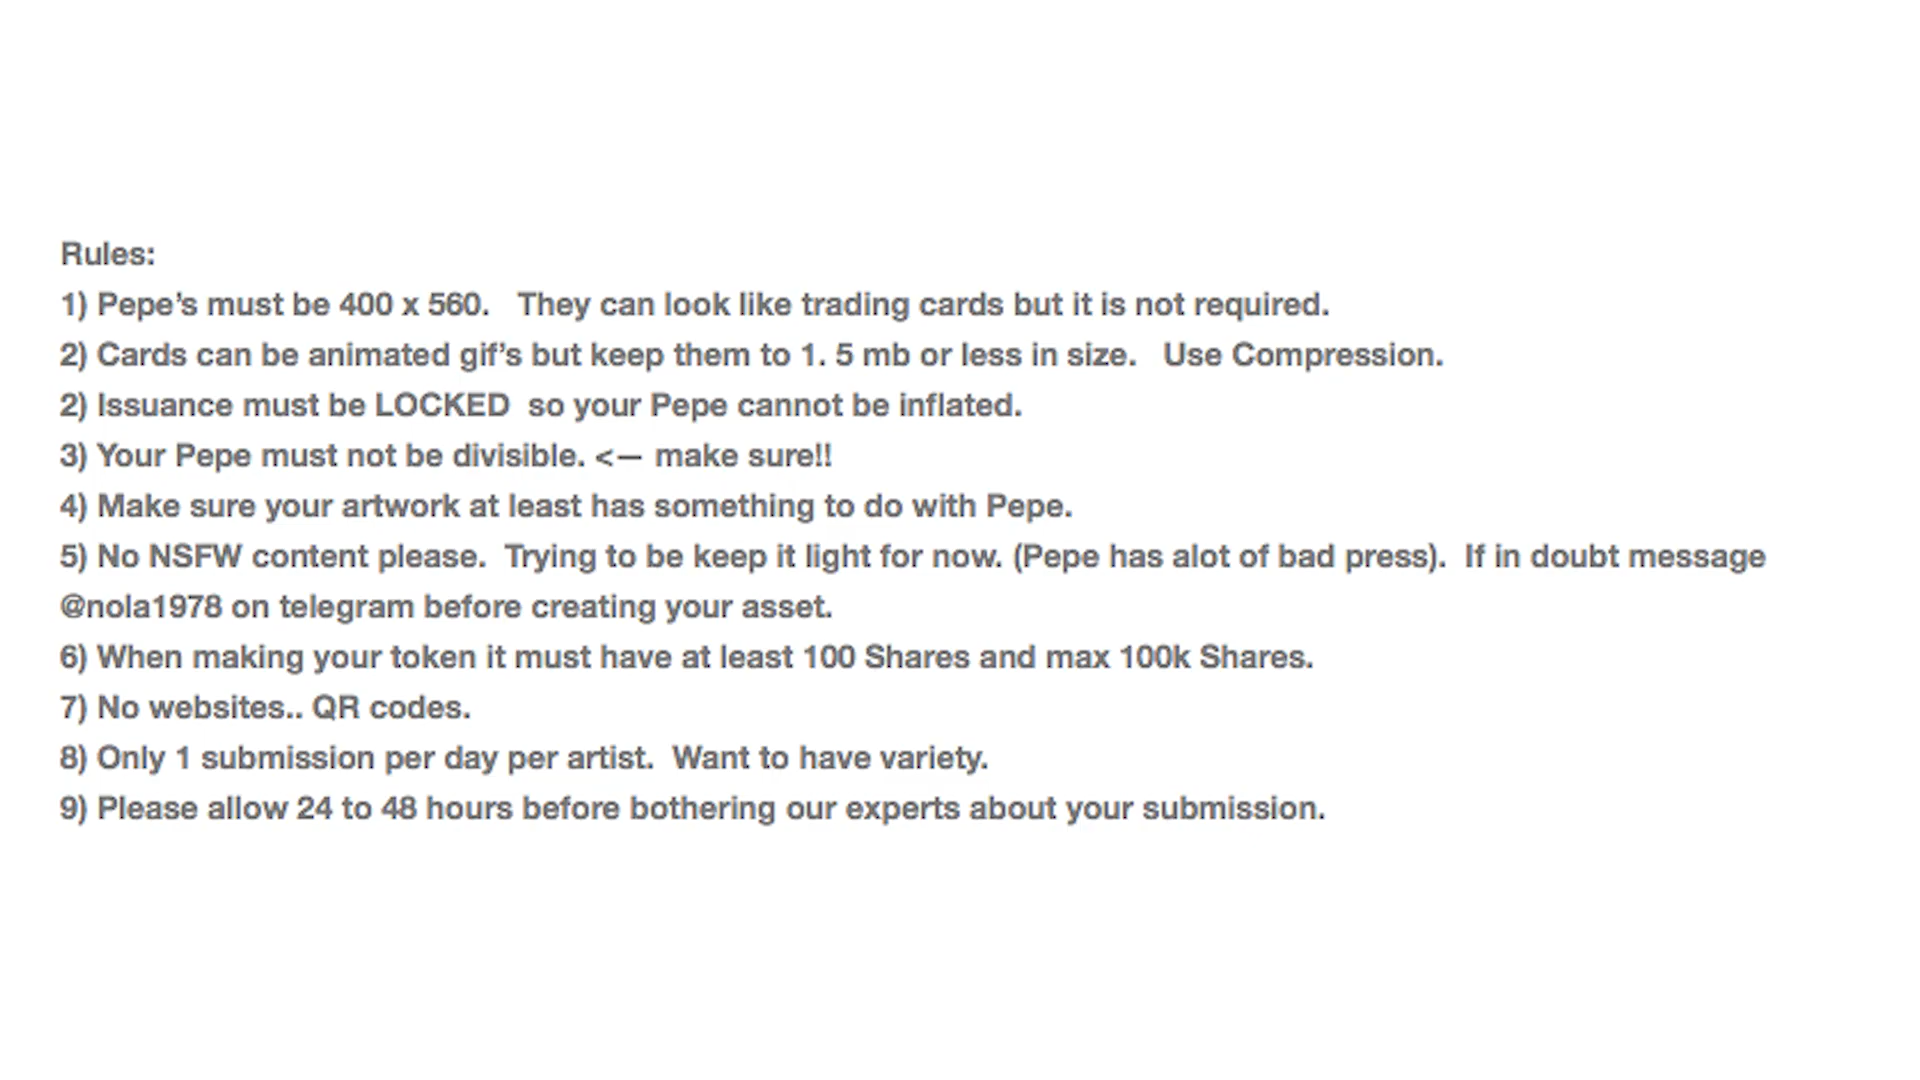 Rules:
1) Pepe’s must be 400 x 560.   They can look like trading cards but it is not required.
2) Cards can be animated gif’s but keep them to 1. 5 mb or less in size.   Use Compression.
2) Issuance must be LOCKED  so your Pepe cannot be inflated.
3) Your Pepe must not be divisible. <— make sure!!
4) Make sure your artwork at least has something to do with Pepe.
5) No NSFW content please.  Trying to be keep it light for now. (Pepe has alot of bad press).  If in doubt message
@nola1978 on telegram before creating your asset.
6) When making your token it must have at least 100 Shares and max 100k Shares.
7) No websites.. QR codes.
8) Only 1 submission per day per artist.  Want to have variety.
9) Please allow 24 to 48 hours before bothering our experts about your submission.